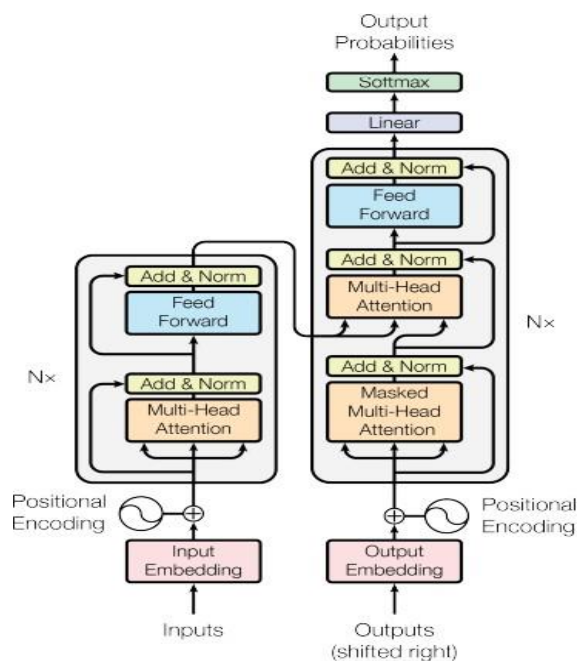 Output
Probabilities
Softmax
Linear
Add & Norm
Feed
Forward
Add & Norm
Multi-Head
Attention
Add & Norm
Masked
Multi-Head
Attention
Nx
Add & Norm
Feed
Forward
Add & Norm
Multi-Head
Attention
Nx
Positional
Encoding
Positional
Encoding
Input
Embedding
Output
Embedding
Inputs
Outputs
(shifted right)